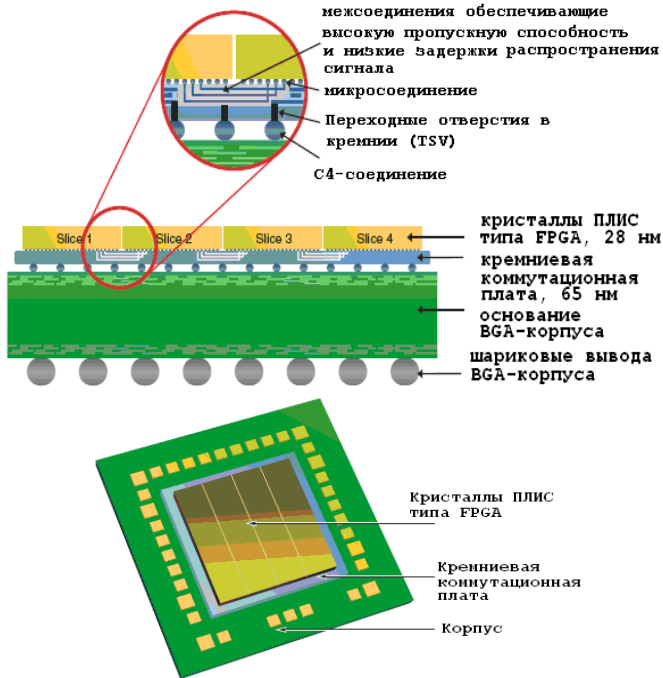 межсоединения обеспечивающие
высокую пропускную способность
и низкие задержки распространения
сигнала
микросоединение
Переходные отверстия в
кремнии (TSV)
С4-соединение
Slice 1
Slice 2
Slice 3
Slice 4
кристаллы ПЛИС
типа FPGA, 28 нм
кремниевая
коммутационная
плата, 65 нм
основание
BGA-корпуса
шариковые вывода
BGA-корпуса
Кристаллы ПЛИС
типа FPGA
Кремниевая
коммутационная
плата
Корпус